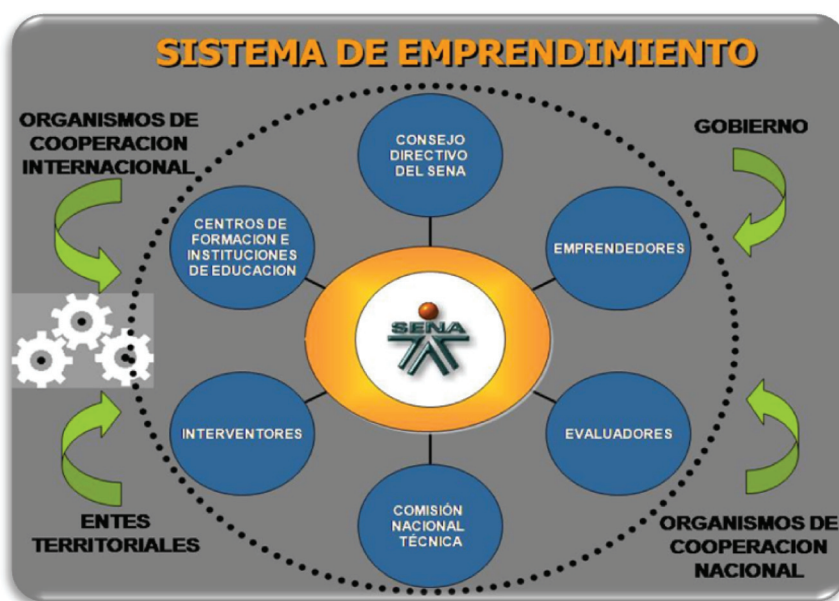 SISTEMA DE EMPRENDIMIENTO
ORGANISMOS DE
COOPERACION
INTERNACIONAL
GOBIERNO
CONSEJO
DIRECTIVO
DEL SENA
CENTROS DE
FORMACION E
INSTITUCIONES
DE EDUCACION
EMPRENDEDORES
SENA
INTERVENTORES
EVALUADORES
COMISIÓN
NACIONAL
TÉCNICA
ENTES
TERRITORIALES
ORGANISMOS DE
COOPERACION
NACIONAL